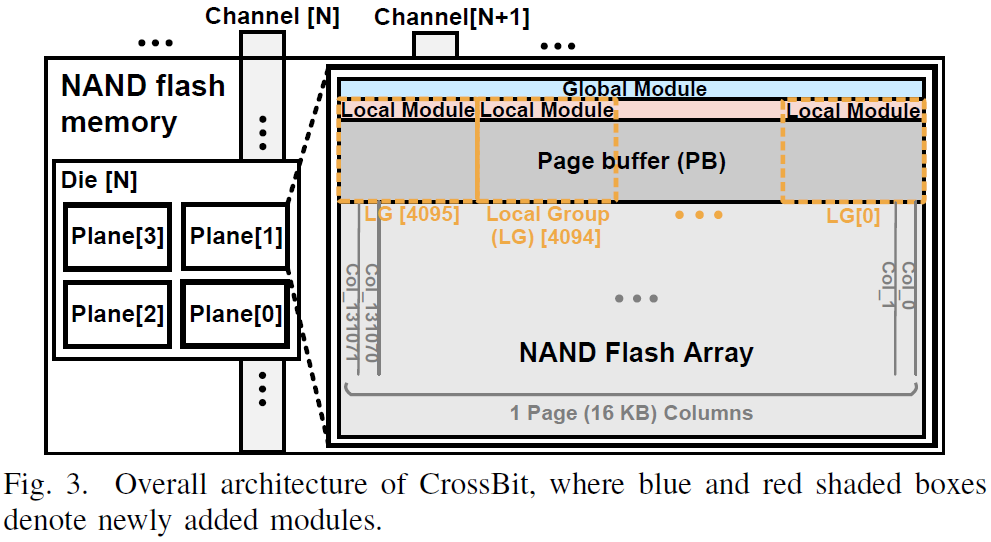 Channel [N]
Channel[N+1]
NAND flash
memory
Die [N]
Plane[3]
Plane[1]
Plane[2]
Plane[0]
Global Module
Local Module
Local Module
Local Module
Page buffer (PB)
LG [4095]
Local Group
(LG) [4094]
LG[0]
Col_131071
Col_131070
Col_1
Col_0
NAND Flash Array
1 Page (16 KB) Columns
Fig. 3. Overall architecture of CrossBit, where blue and red shaded boxes
denote newly added modules.